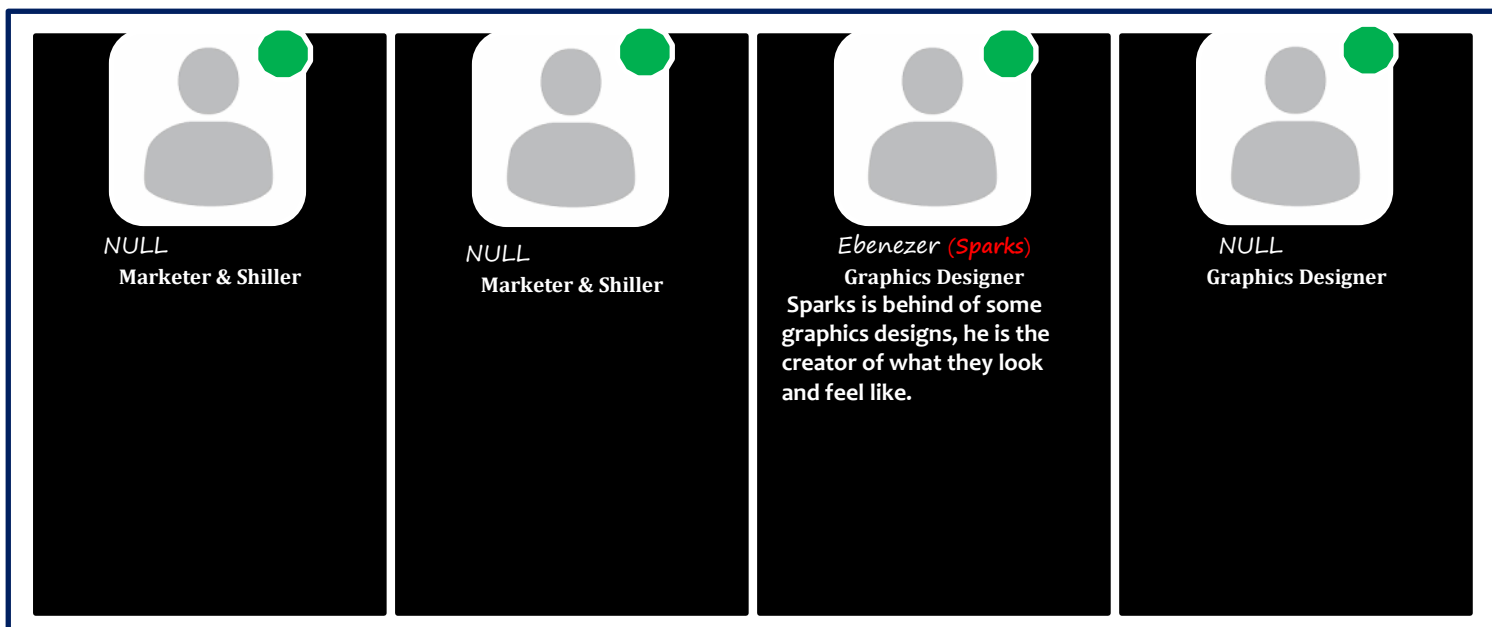 NULL
Marketer & Shiller
NULL
Marketer & Shiller
Ebenezer (Sparks)
Graphics Designer
Sparks is behind of some
graphics designs, he is the
creator of what they look
and feel like.
NULL
Graphics Designer